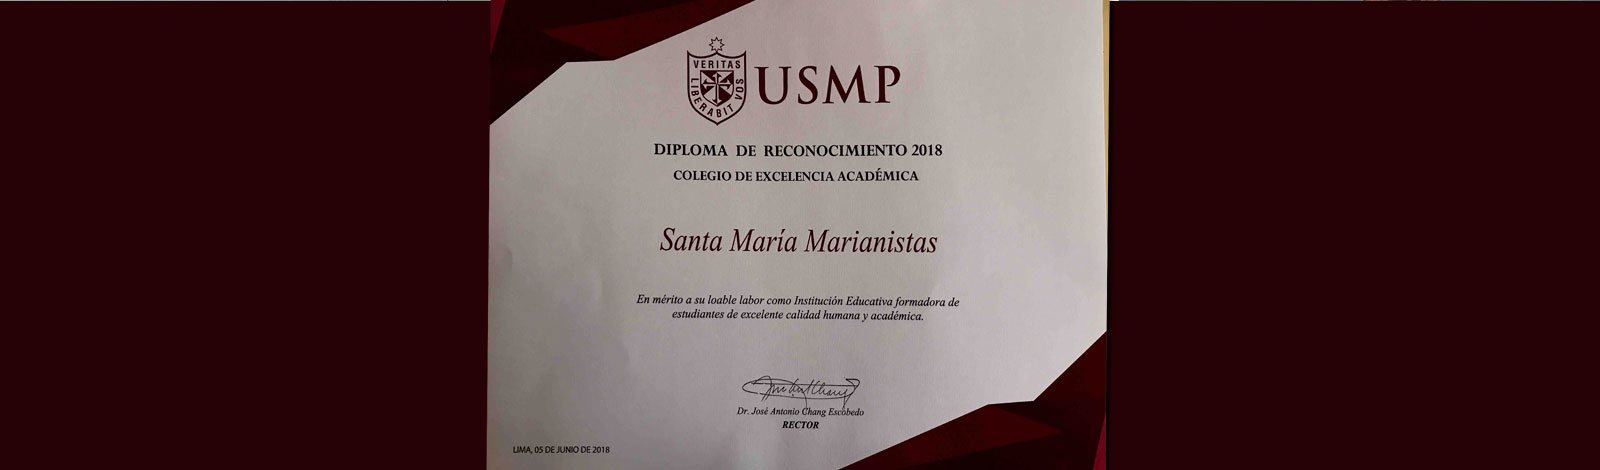 VERITAS
LIBERABIT VOS
USMP
DIPLOMA DE RECONOCIMIENTO 2018
COLEGIO DE EXCELENCIA ACADÉMICA
Santa María Marianistas
En mérito a su loable labor como Institución Educativa formadora de
estudiantes de excelente calidad humana y académica.
Dr. José Antonio Chang Escobedo
RECTOR
LIMA, 05 DE JUNIO DE 2018